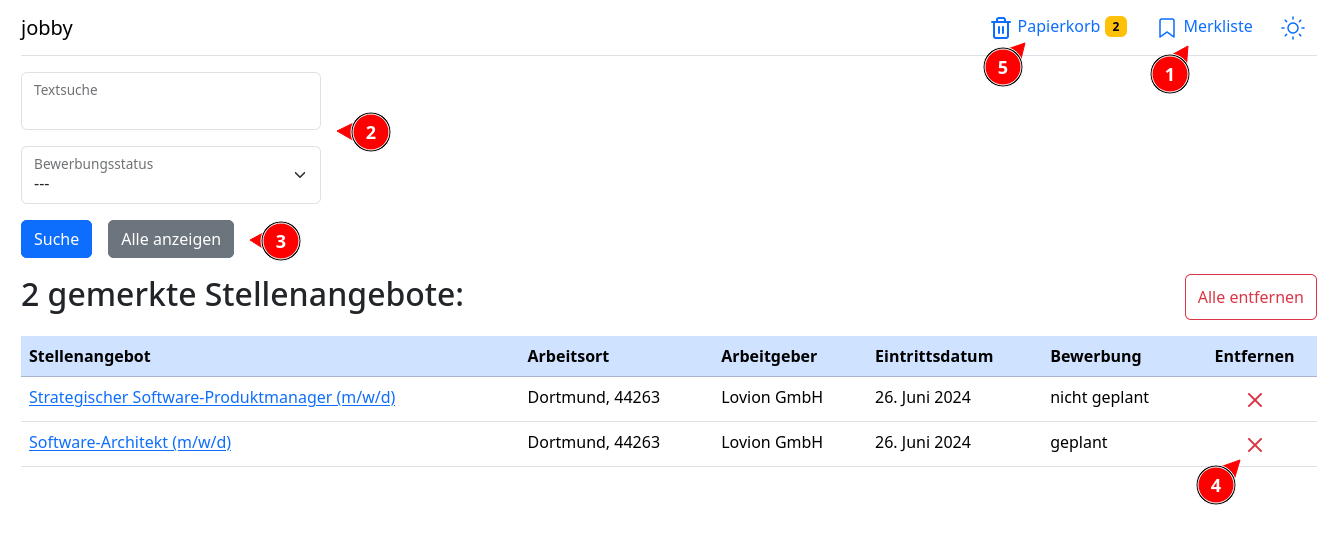 jobby Papierkorb 2 Merkliste
5 1
Textsuche
2
Bewerbungsstatus
---
Suche Alle anzeigen 3
2 gemerkte Stellenangebote: Alle entfernen
Stellenangebot Arbeitsort Arbeitgeber Eintrittsdatum Bewerbung Entfernen
Strategischer Software-Produktmanager (m/w/d) Dortmund, 44263 Lovion GmbH 26. Juni 2024 nicht geplant
Software-Architekt (m/w/d) Dortmund, 44263 Lovion GmbH 26. Juni 2024 geplant
4